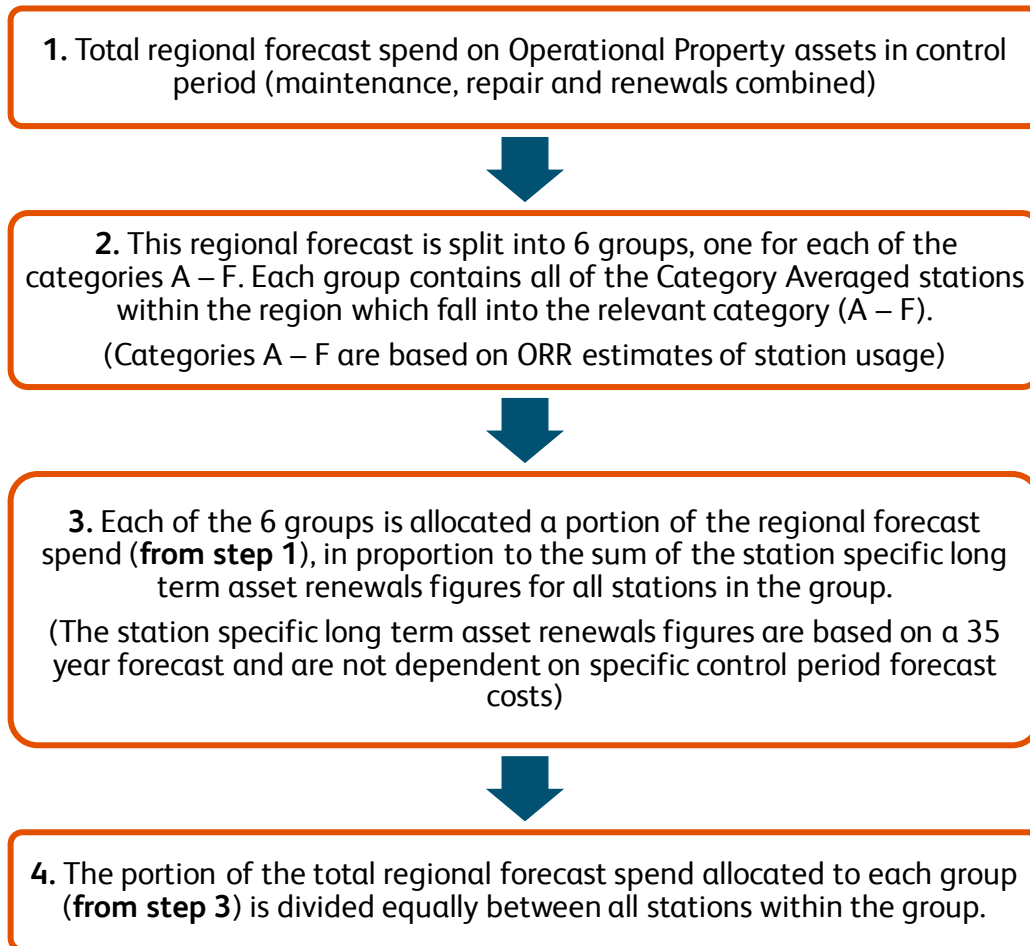 1. Total regional forecast spend on Operational Property assets in control
period (maintenance, repair and renewals combined)
2. This regional forecast is split into 6 groups, one for each of the
categories A – F. Each group contains all of the Category Averaged stations
within the region which fall into the relevant category (A – F).
(Categories A – F are based on ORR estimates of station usage)
3. Each of the 6 groups is allocated a portion of the regional forecast
spend (from step 1), in proportion to the sum of the station specific long
term asset renewals figures for all stations in the group.
(The station specific long term asset renewals figures are based on a 35
year forecast and are not dependent on specific control period forecast
costs)
4. The portion of the total regional forecast spend allocated to each group
(from step 3) is divided equally between all stations within the group.